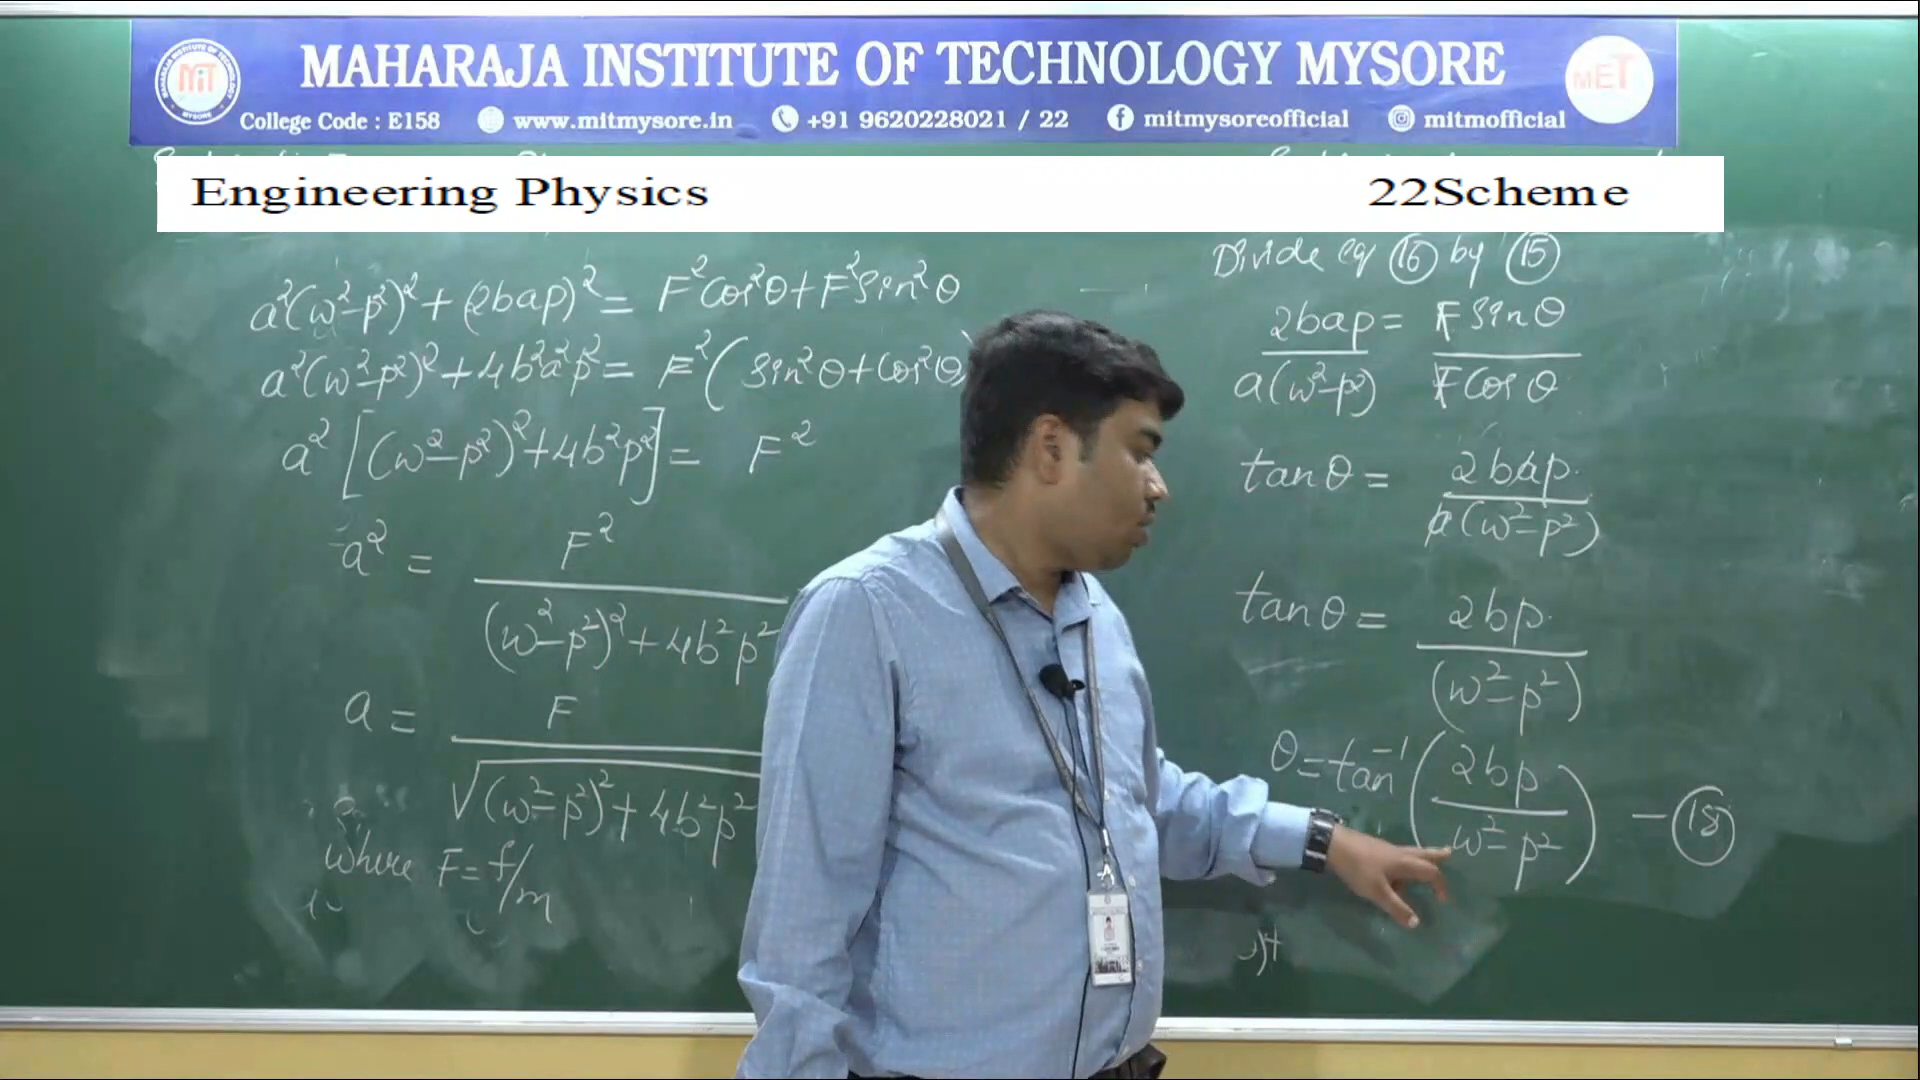 MAHARAJA INSTITUTE OF TECHNOLOGY MYSORE
MIT
MYSORE
MET
College Code : E158 www.mitmysore.in +91 9620228021 / 22 mitmysoreofficial mitmofficial
Engineering Physics 22Scheme
a²(ω²-p²)² + (2bap)² = F²Cos²θ + F²Sin²θ
a²(ω²-p²)² + 4b²a²p² = F²(Sin²θ + Cos²θ)
a² [(ω²-p²)² + 4b²p²] = F²
a² = F² / (ω²-p²)² + 4b²p²
a = F / √(ω²-p²)² + 4b²p²
where F = f/m
Divide eq (16) by (15)
2bap / a(ω²-p²) = F Sinθ / F Cosθ
tanθ = 2bap / a(ω²-p²)
tanθ = 2bp / (ω²-p²)
θ = tan⁻¹ (2bp / ω²-p²) - (18)